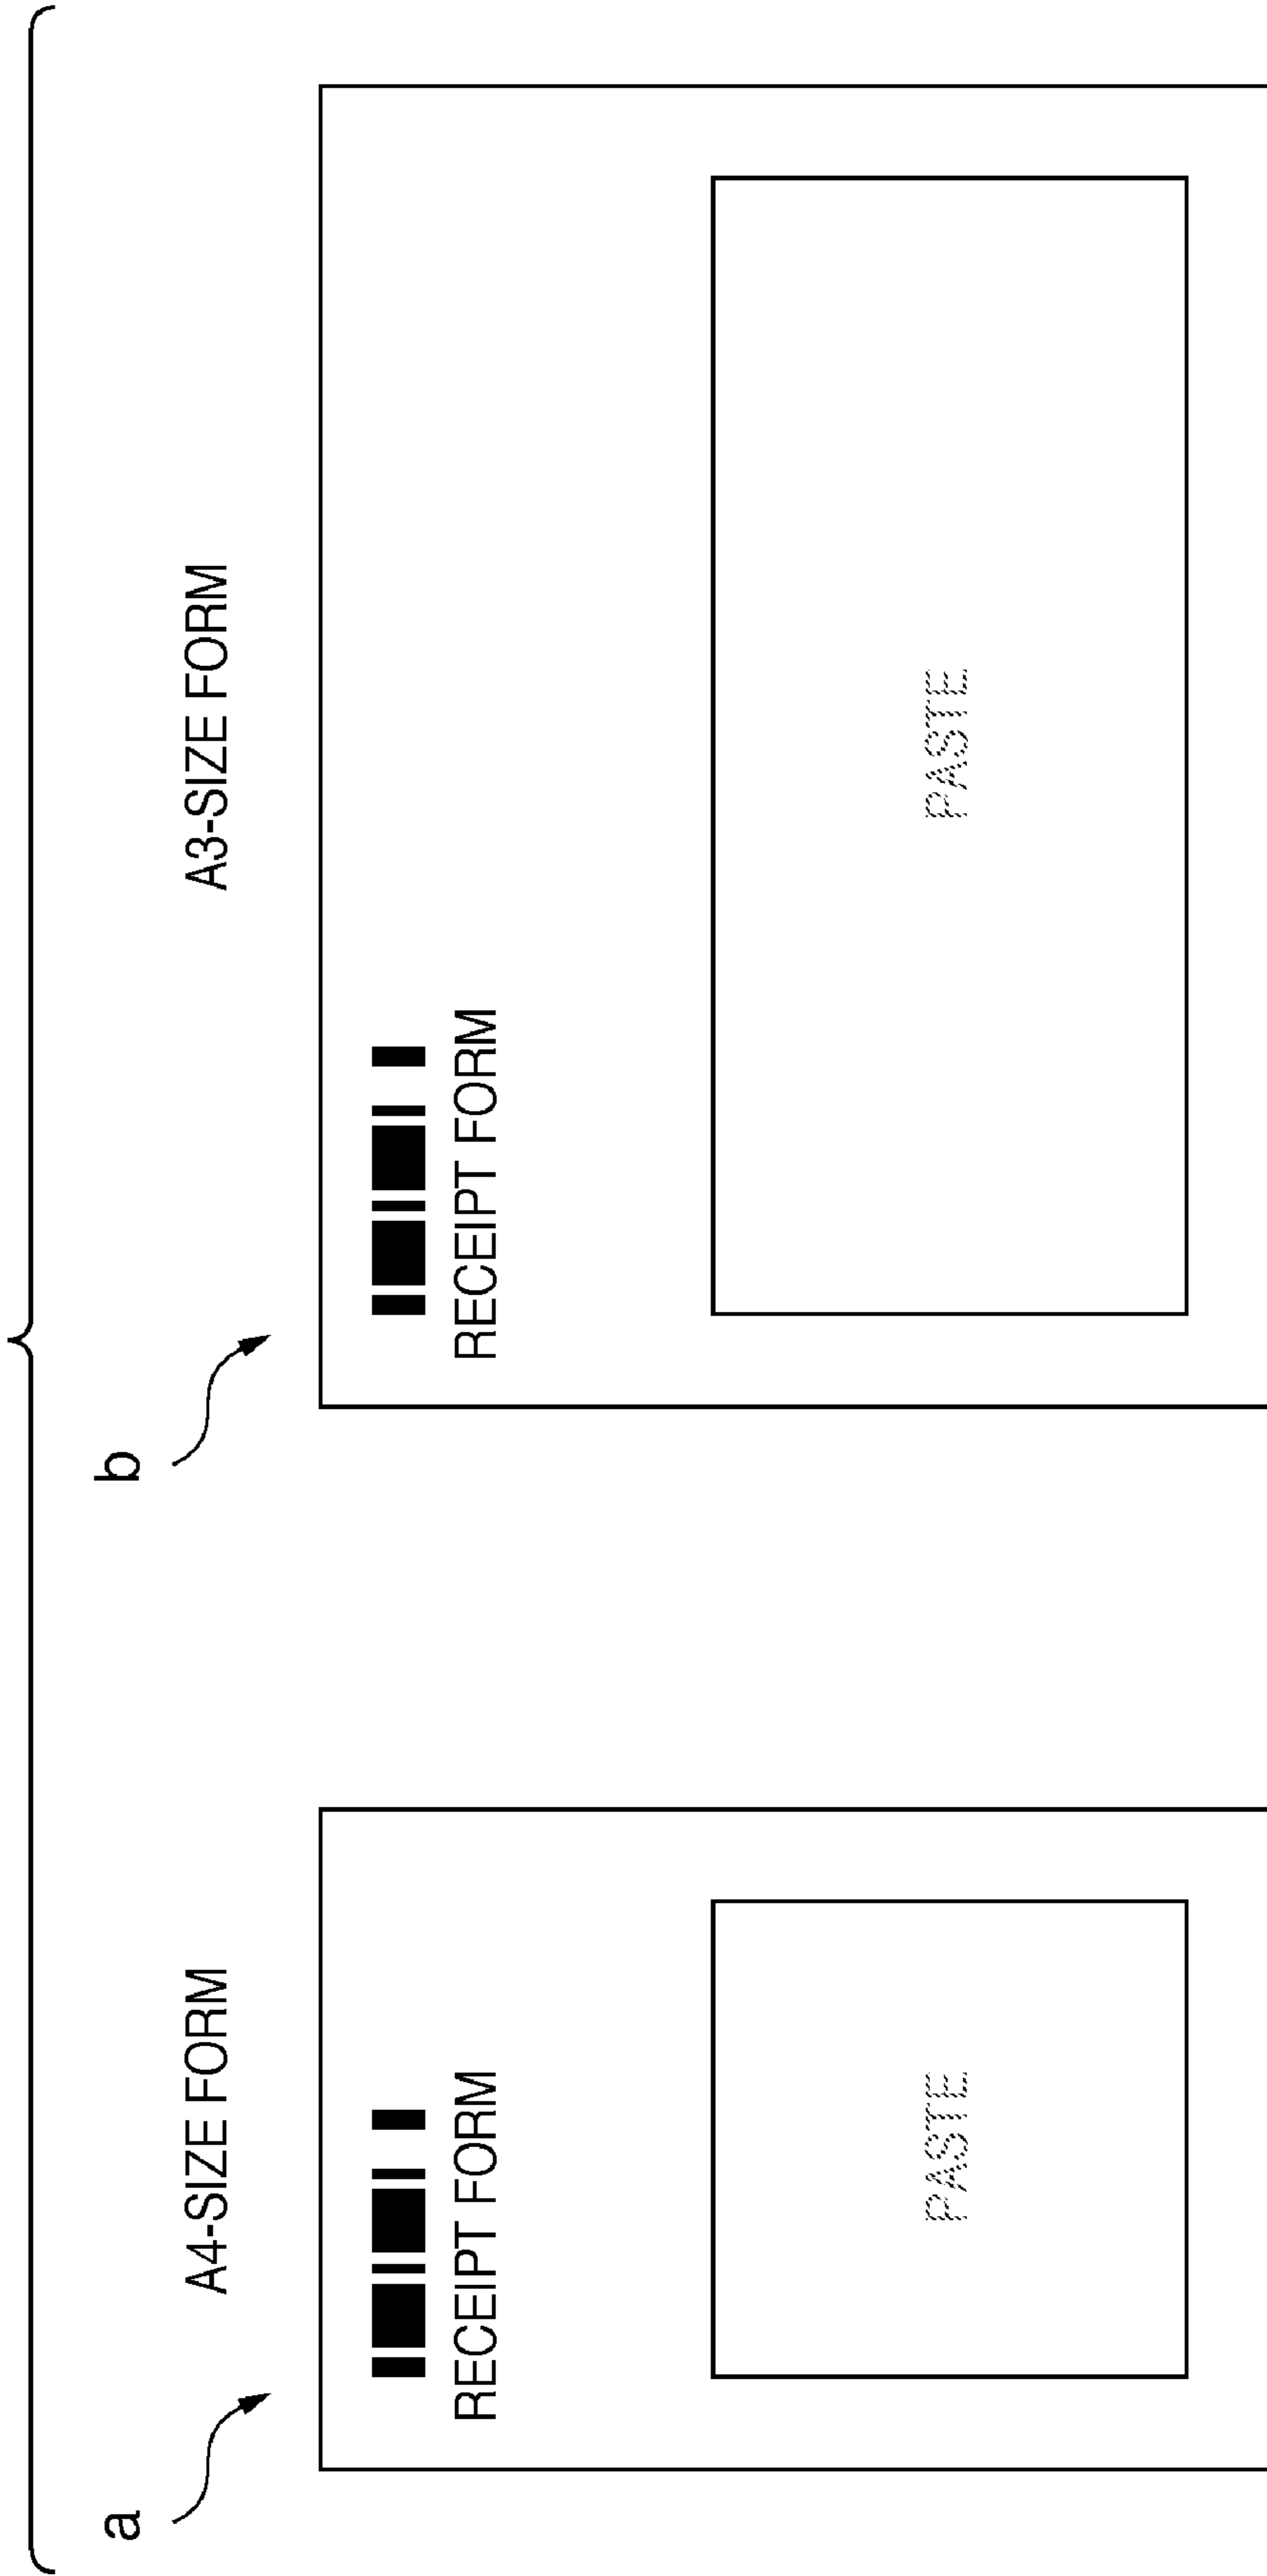 a
A4-SIZE FORM
RECEIPT FORM
PASTE
b
A3-SIZE FORM
RECEIPT FORM
PASTE